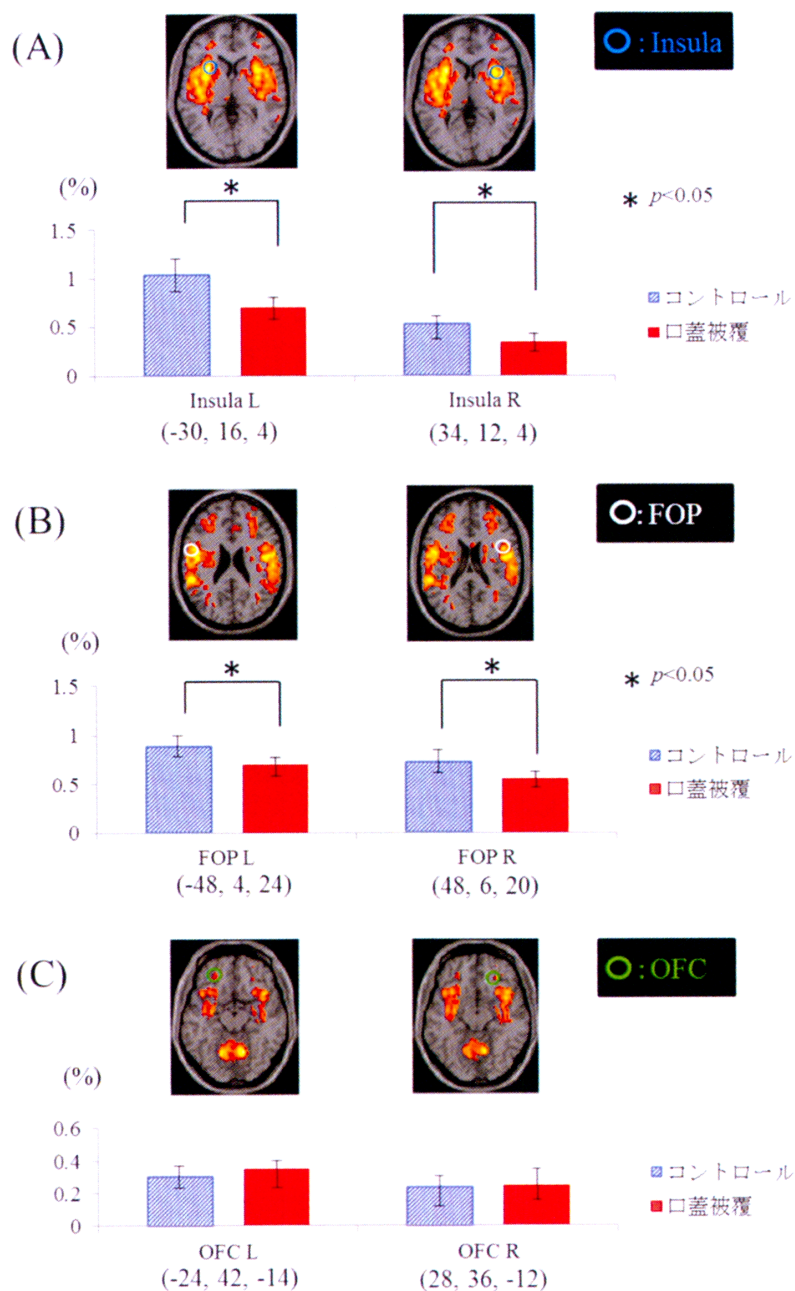 (A)
: Insula
(%)
*
*
* p<0.05
1.5
1
0.5
0
コントロール
口蓋被覆
Insula L
Insula R
(-30, 16, 4)
(34, 12, 4)
(B)
: FOP
(%)
*
*
* p<0.05
1.5
1
0.5
0
コントロール
口蓋被覆
FOP L
FOP R
(-48, 4, 24)
(48, 6, 20)
(C)
: OFC
(%)
0.6
0.4
0.2
0
コントロール
口蓋被覆
OFC L
OFC R
(-24, 42, -14)
(28, 36, -12)